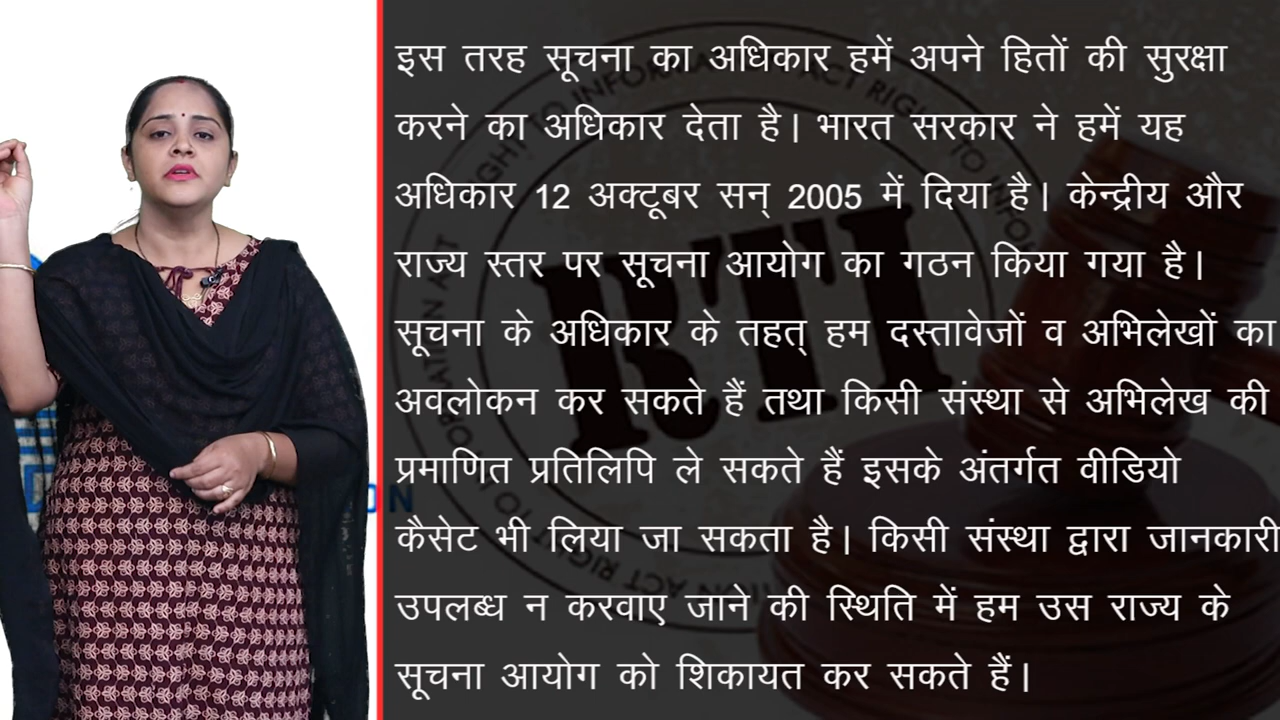 इस तरह सूचना का अधिकार हमें अपने हितों की सुरक्षा
करने का अधिकार देता है। भारत सरकार ने हमें यह
अधिकार 12 अक्टूबर सन् 2005 में दिया है। केन्द्रीय और
राज्य स्तर पर सूचना आयोग का गठन किया गया है।
सूचना के अधिकार के तहत् हम दस्तावेजों व अभिलेखों का
अवलोकन कर सकते हैं तथा किसी संस्था से अभिलेख की
प्रमाणित प्रतिलिपि ले सकते हैं इसके अंतर्गत वीडियो
कैसेट भी लिया जा सकता है। किसी संस्था द्वारा जानकारी
उपलब्ध न करवाए जाने की स्थिति में हम उस राज्य के
सूचना आयोग को शिकायत कर सकते हैं।
RTI